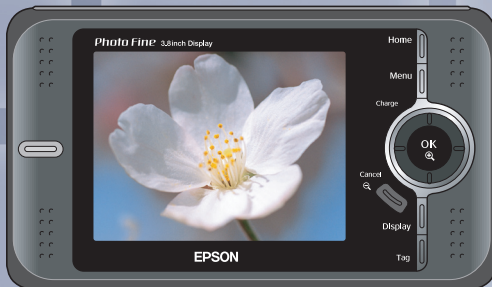 Photo Fine 3.8inch Display
Home
Menu
Charge
OK
Cancel
Display
Tag
EPSON